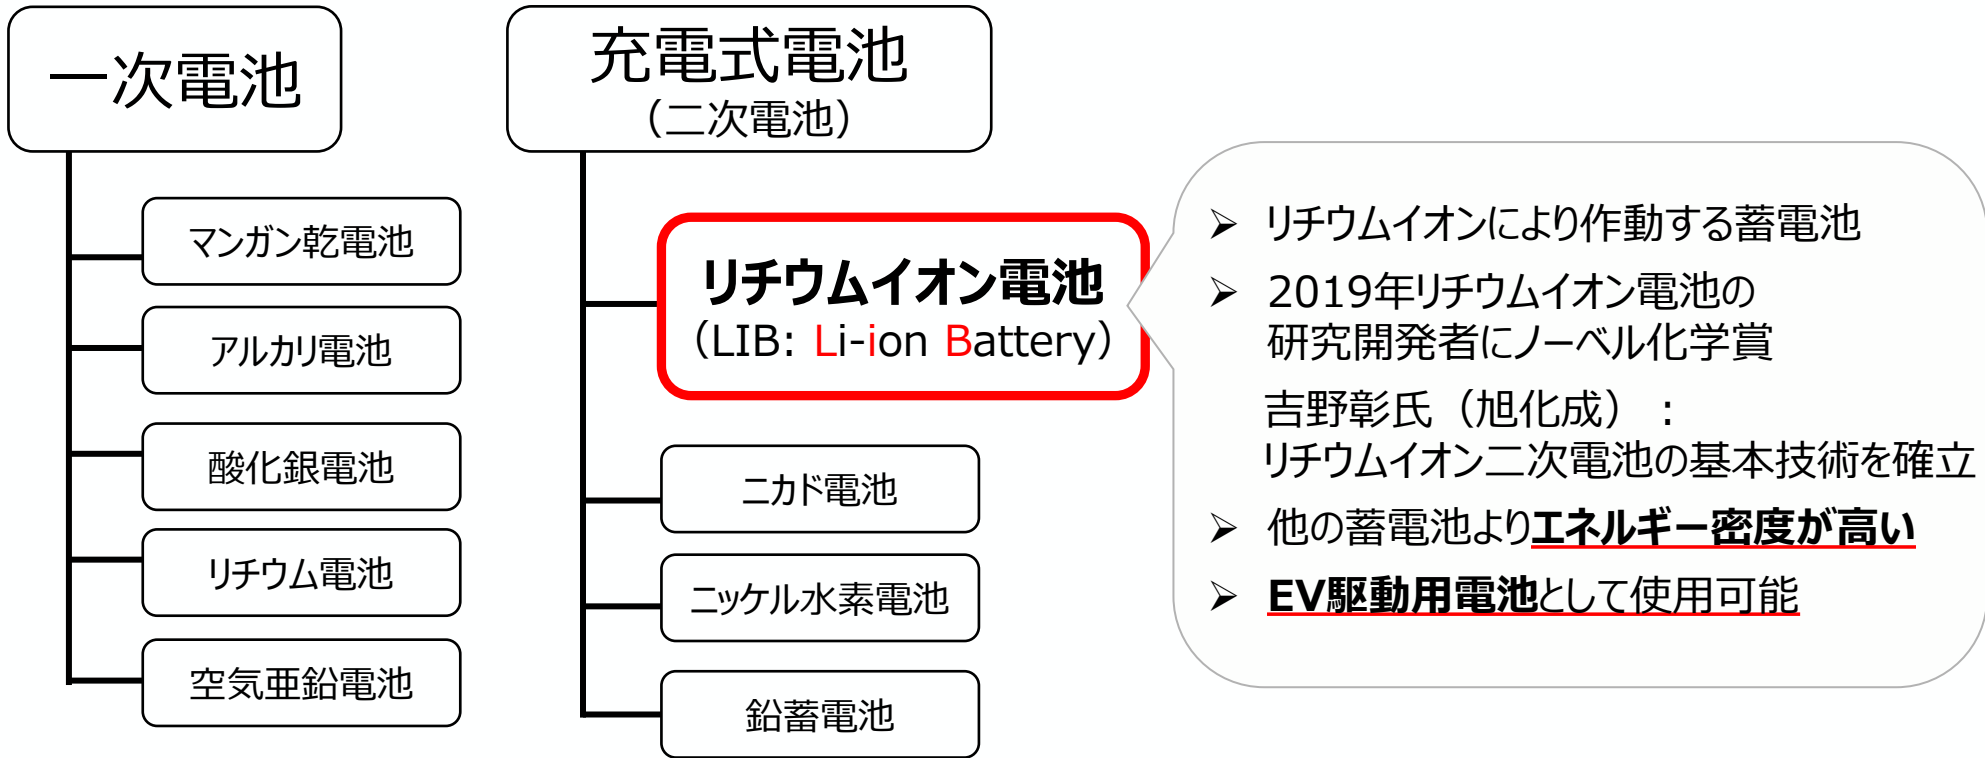 一次電池
マンガン乾電池
アルカリ電池
酸化銀電池
リチウム電池
空気亜鉛電池
充電式電池
（二次電池）
リチウムイオン電池
（LIB: Li-ion Battery）
ニカド電池
ニッケル水素電池
鉛蓄電池
➢ リチウムイオンにより作動する蓄電池
➢ 2019年リチウムイオン電池の
研究開発者にノーベル化学賞
吉野彰氏（旭化成）：
リチウムイオン二次電池の基本技術を確立
➢ 他の蓄電池よりエネルギー密度が高い
➢ EV駆動用電池として使用可能